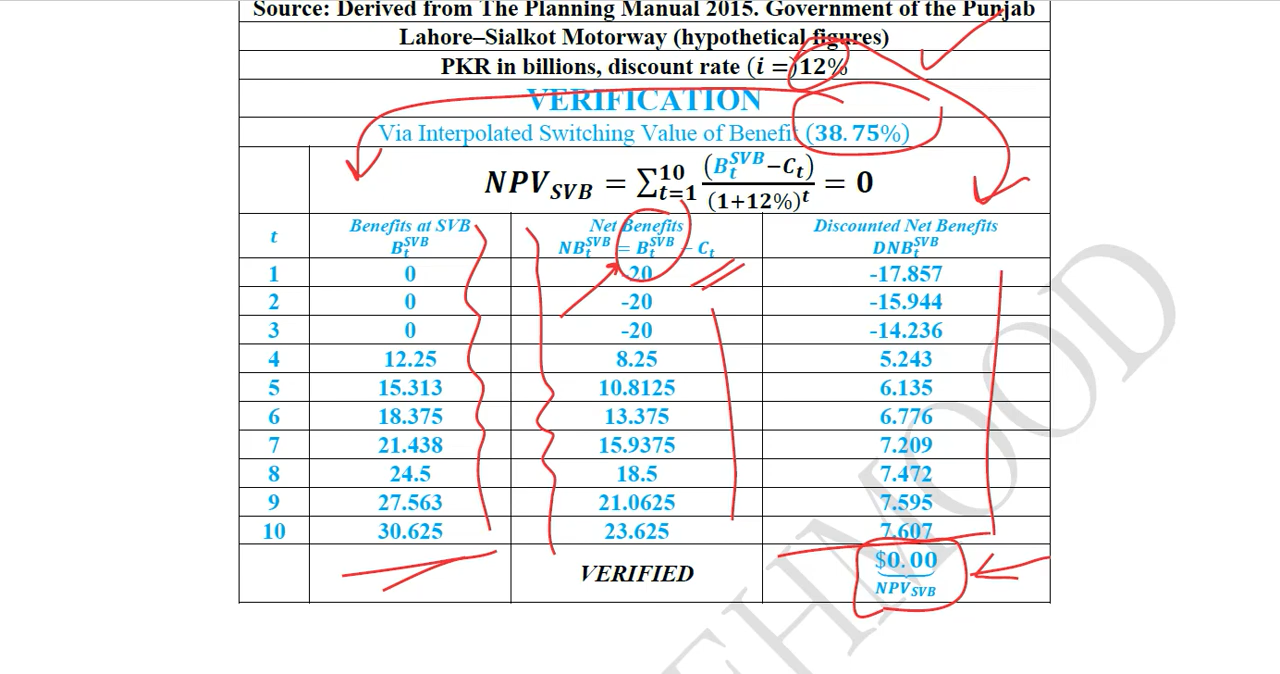 Source: Derived from The Planning Manual 2015. Government of the Punjab
Lahore–Sialkot Motorway (hypothetical figures)
PKR in billions, discount rate (i =)12%
VERIFICATION
Via Interpolated Switching Value of Benefit (38.75%)
NPV_SVB = ∑_{t=1}^{10} (B_t^{SVB} – C_t) / (1+12%)^t = 0
t Benefits at SVB B_t^{SVB} Net Benefits NB_t^{SVB} = B_t^{SVB} – C_t Discounted Net Benefits DNB_t^{SVB}
1 0 -20 -17.857
2 0 -20 -15.944
3 0 -20 -14.236
4 12.25 8.25 5.243
5 15.313 10.8125 6.135
6 18.375 13.375 6.776
7 21.438 15.9375 7.209
8 24.5 18.5 7.472
9 27.563 21.0625 7.595
10 30.625 23.625 7.607
VERIFIED $0.00
NPV_SVB
EHMOOD